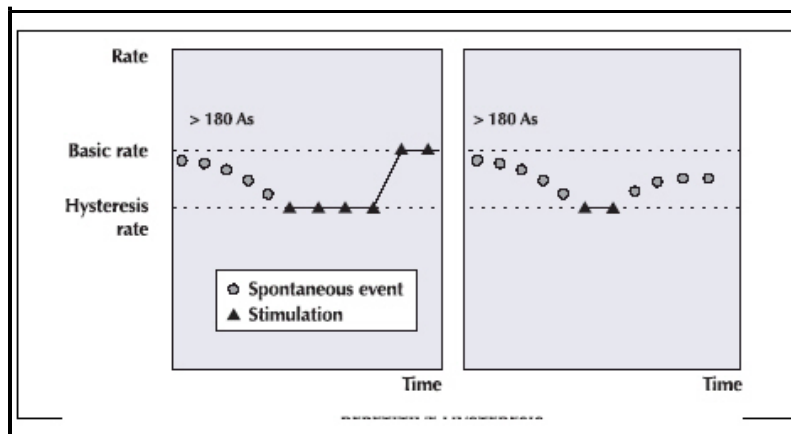 Rate
> 180 As
> 180 As
Basic rate
Hysteresis
rate
Spontaneous event
Stimulation
Time
Time